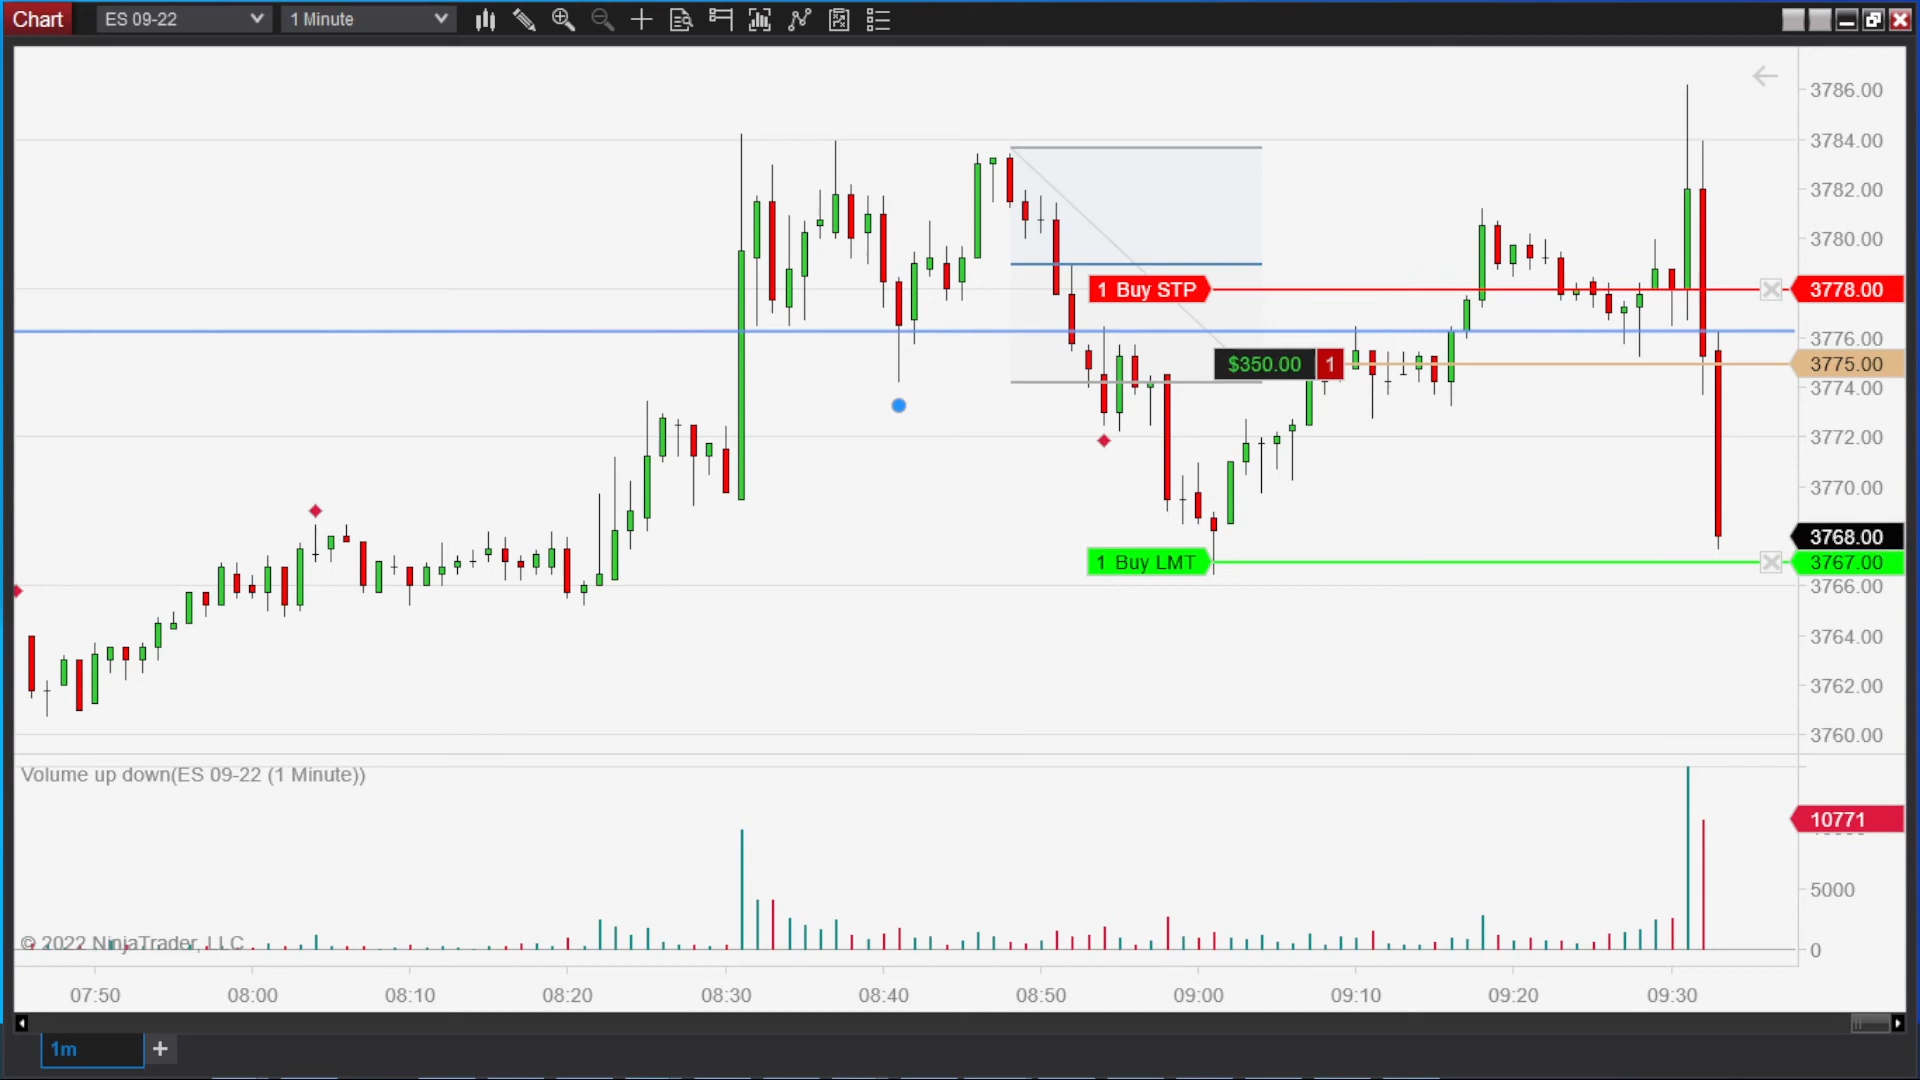 Chart ES 09-22 1 Minute
3786.00
3784.00
3782.00
3780.00
1 Buy STP 3778.00
3776.00
$350.00 1 3775.00
3774.00
3772.00
3770.00
3768.00
1 Buy LMT 3767.00
3766.00
3764.00
3762.00
3760.00
Volume up down(ES 09-22 (1 Minute))
10771
5000
© 2022 NinjaTrader, LLC
0
07:50 08:00 08:10 08:20 08:30 08:40 08:50 09:00 09:10 09:20 09:30
1m +